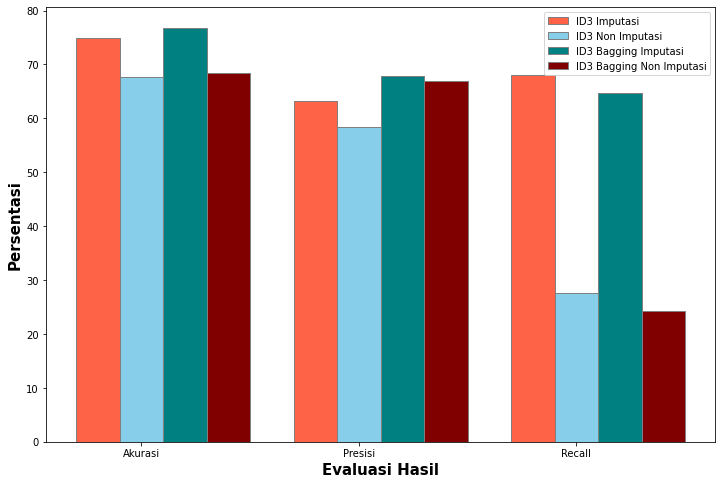 80
70
60
50
40
30
20
10
0
Persentasi
ID3 Imputasi
ID3 Non Imputasi
ID3 Bagging Imputasi
ID3 Bagging Non Imputasi
Akurasi
Presisi
Recall
Evaluasi Hasil